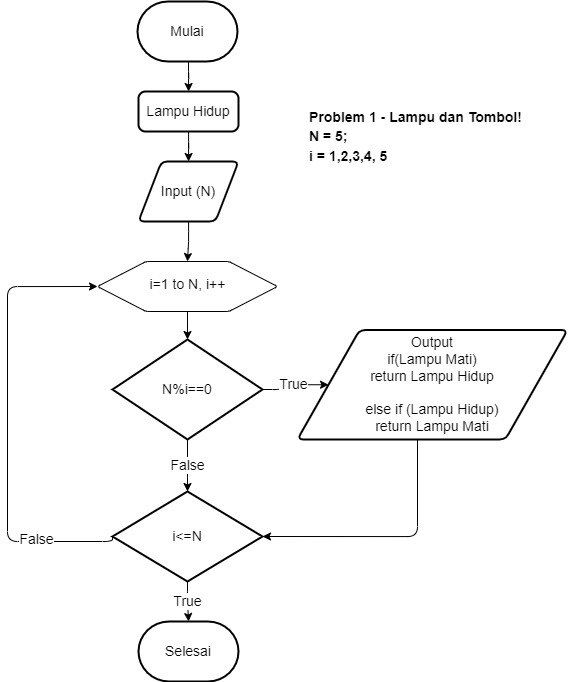 Mulai
Lampu Hidup
Problem 1 - Lampu dan Tombol!
N = 5;
i = 1,2,3,4, 5
Input (N)
i=1 to N, i++
N%i==0
True
Output
if(Lampu Mati)
return Lampu Hidup
else if (Lampu Hidup)
return Lampu Mati
False
i<=N
False
True
Selesai